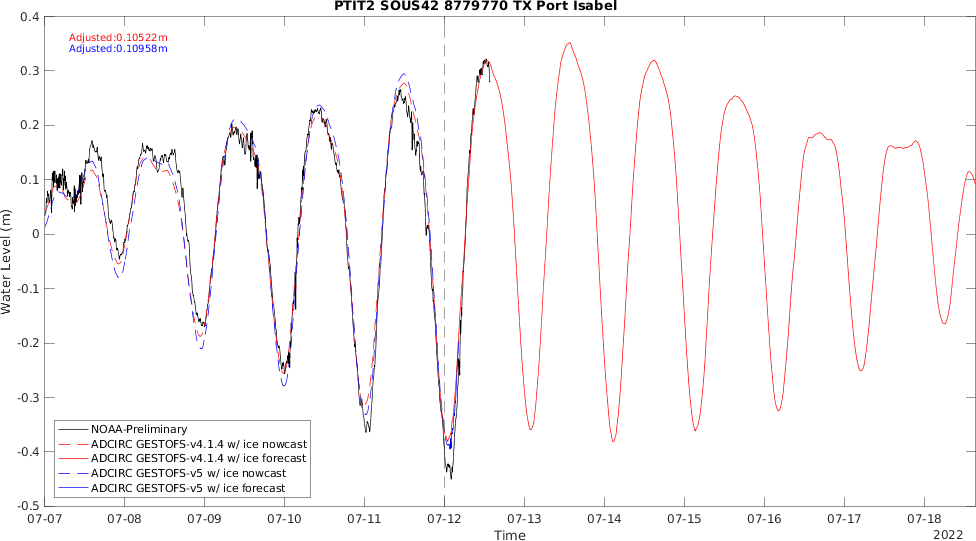 PTIT2 SOUS42 8779770 TX Port Isabel
Adjusted:0.10522m
Adjusted:0.10958m
0.4
0.3
0.2
0.1
0
-0.1
-0.2
-0.3
-0.4
-0.5
Water Level (m)
NOAA-Preliminary
ADCIRC GESTOFS-v4.1.4 w/ ice nowcast
ADCIRC GESTOFS-v4.1.4 w/ ice forecast
ADCIRC GESTOFS-v5 w/ ice nowcast
ADCIRC GESTOFS-v5 w/ ice forecast
07-07 07-08 07-09 07-10 07-11 07-12 07-13 07-14 07-15 07-16 07-17 07-18
Time
2022